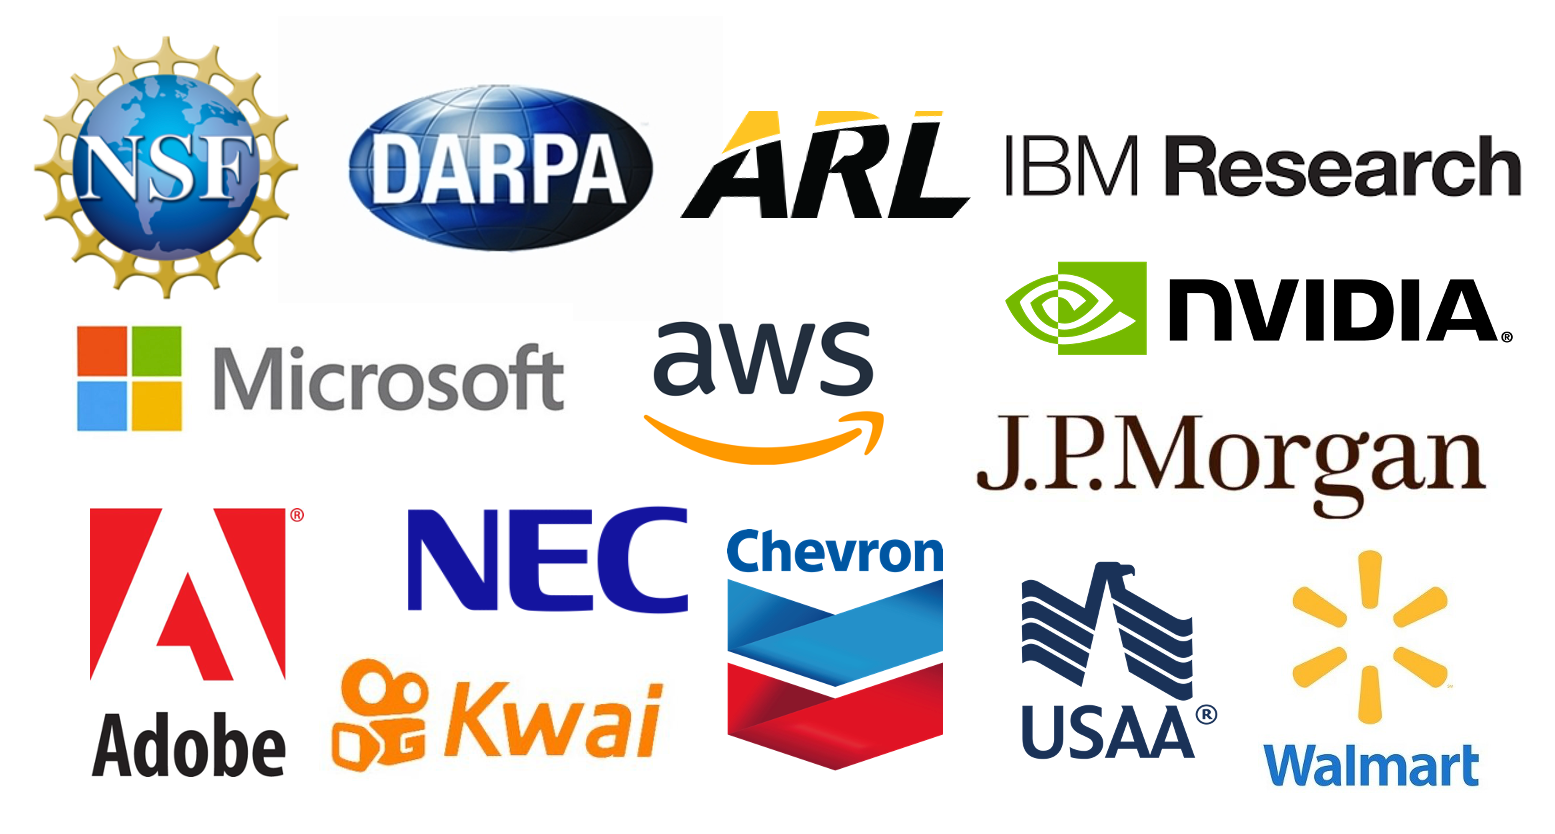 NSF
DARPA
ARL
IBM Research
NVIDIA®
Microsoft
aws
J.P.Morgan
®
Adobe
NEC
Kwai
Chevron
USAA®
Walmart